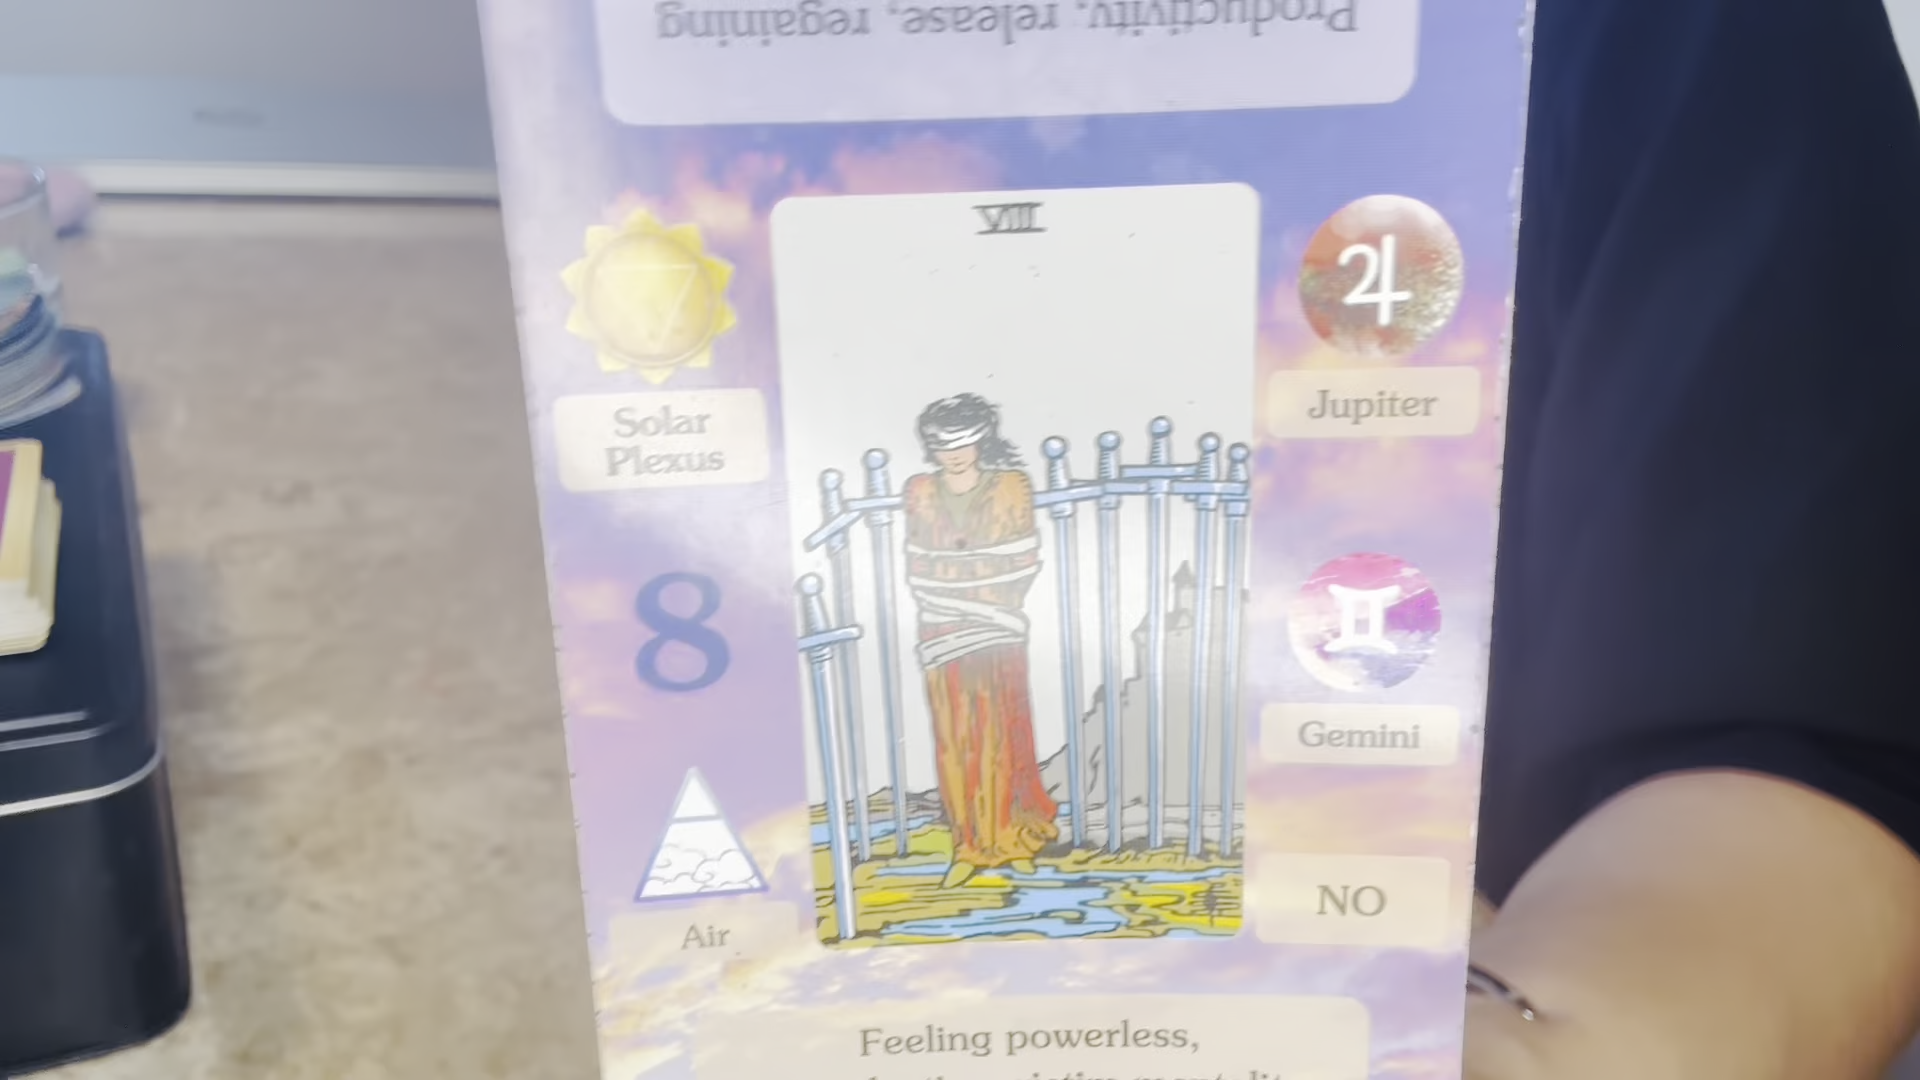 Productivity, release, regaining
VIII
Solar
Plexus
Jupiter
8
Gemini
Air
NO
Feeling powerless,